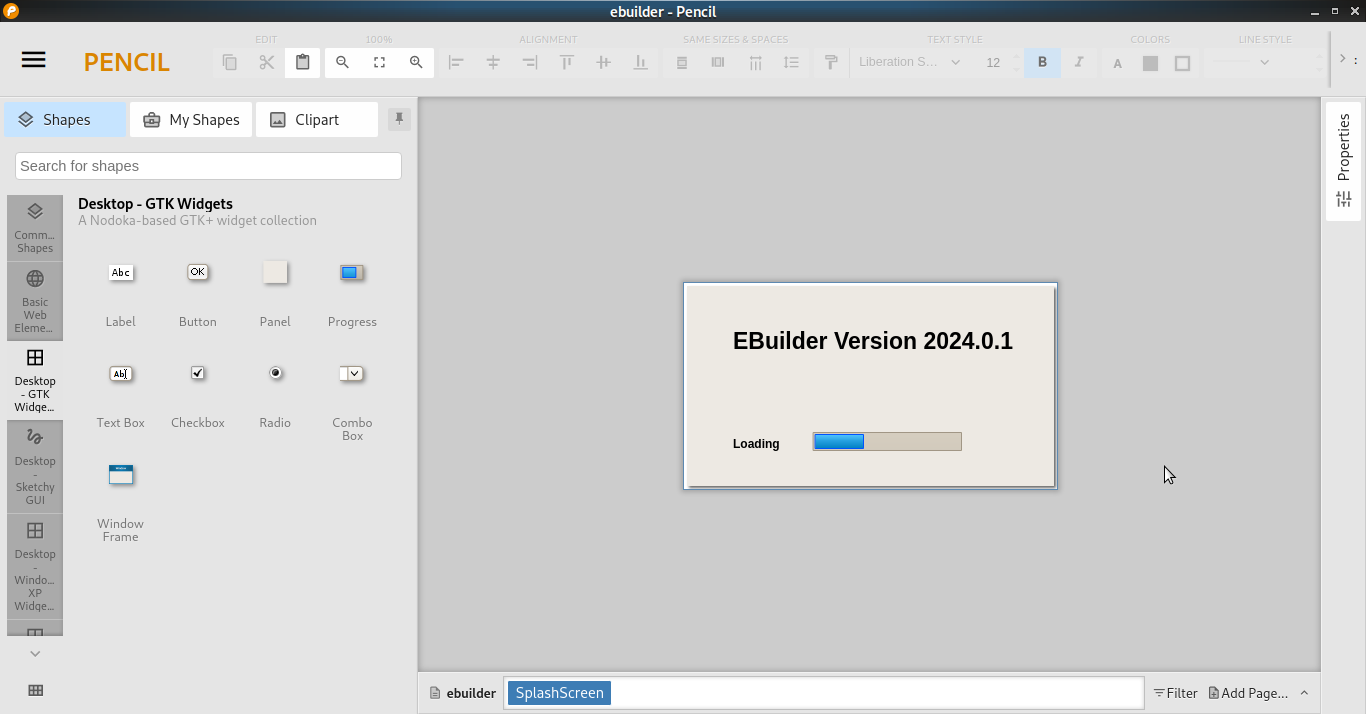 ebuilder - Pencil
EDIT
100%
ALIGNMENT
SAME SIZES & SPACES
TEXT STYLE
COLORS
LINE STYLE
PENCIL
Liberation S...
12
B
I
A
Shapes
My Shapes
Clipart
Properties
Search for shapes
Comm...
Shapes
Basic
Web
Eleme...
Desktop
- GTK
Widge...
Desktop
-
Sketchy
GUI
Desktop
-
Windo...
XP
Widge...
Desktop - GTK Widgets
A Nodoka-based GTK+ widget collection
Abc
OK
Label
Button
Panel
Progress
Ab
Text Box
Checkbox
Radio
Combo
Box
Window
Frame
EBuilder Version 2024.0.1
Loading
ebuilder
SplashScreen
Filter
Add Page...